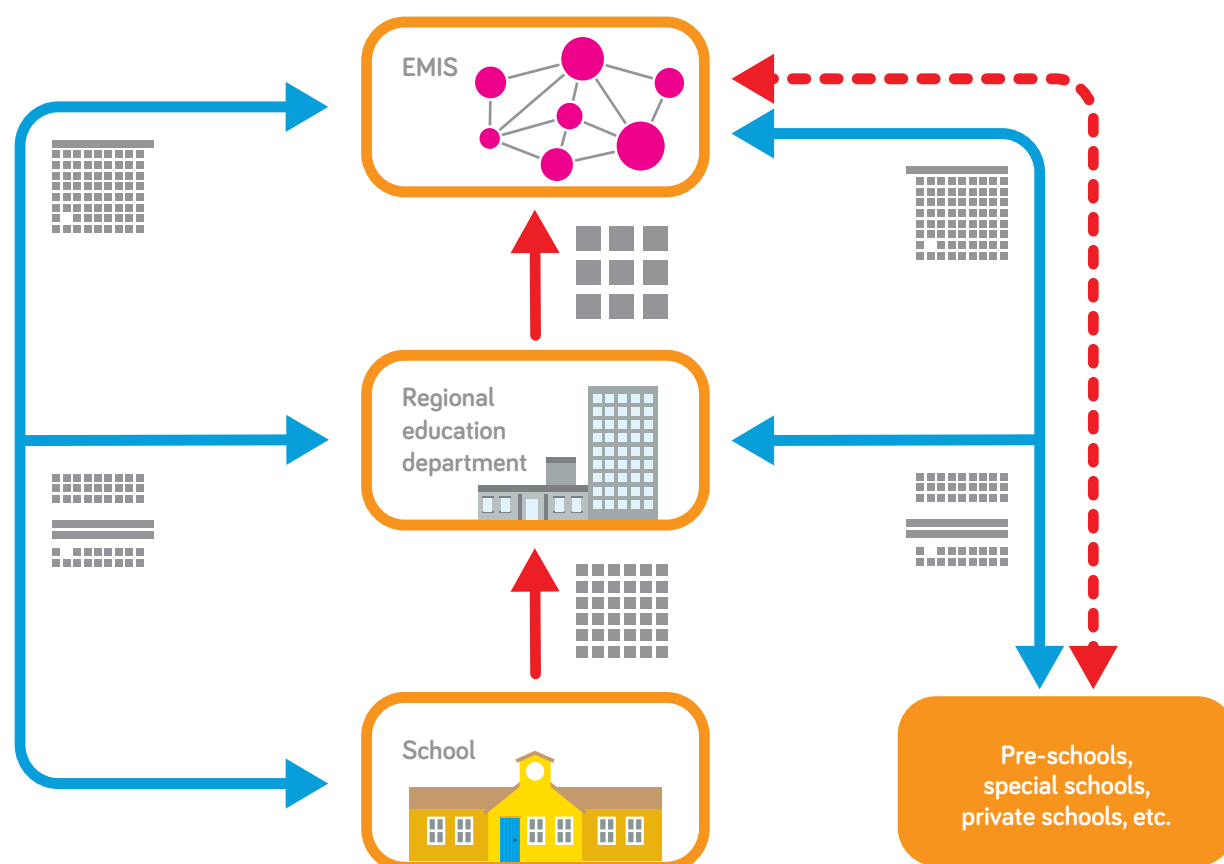 EMIS
Regional
education
department
School
Pre-schools,
special schools,
private schools, etc.